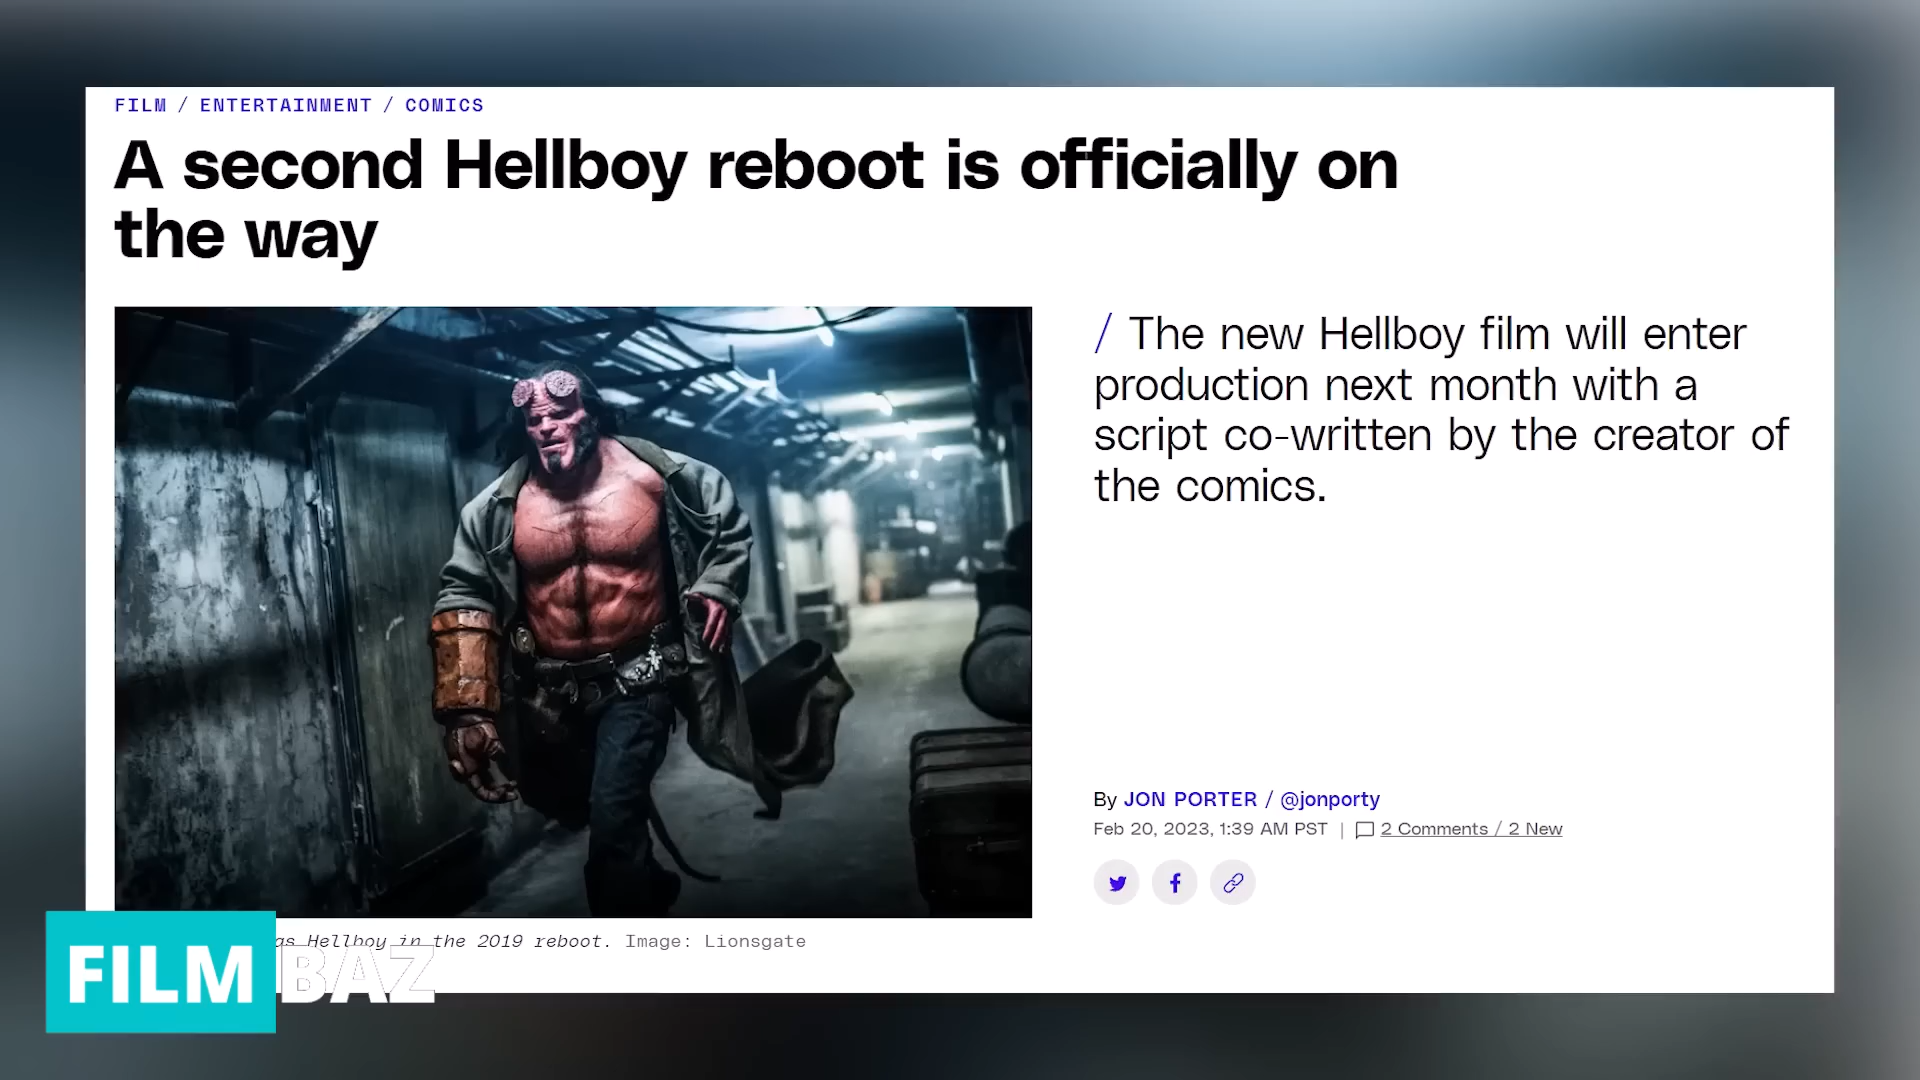 FILM / ENTERTAINMENT / COMICS
A second Hellboy reboot is officially on
the way
/ The new Hellboy film will enter
production next month with a
script co-written by the creator of
the comics.
By JON PORTER / @jonporty
Feb 20, 2023, 1:39 AM PST | 2 Comments / 2 New
as Hellboy in the 2019 reboot. Image: Lionsgate
FILM BAZ